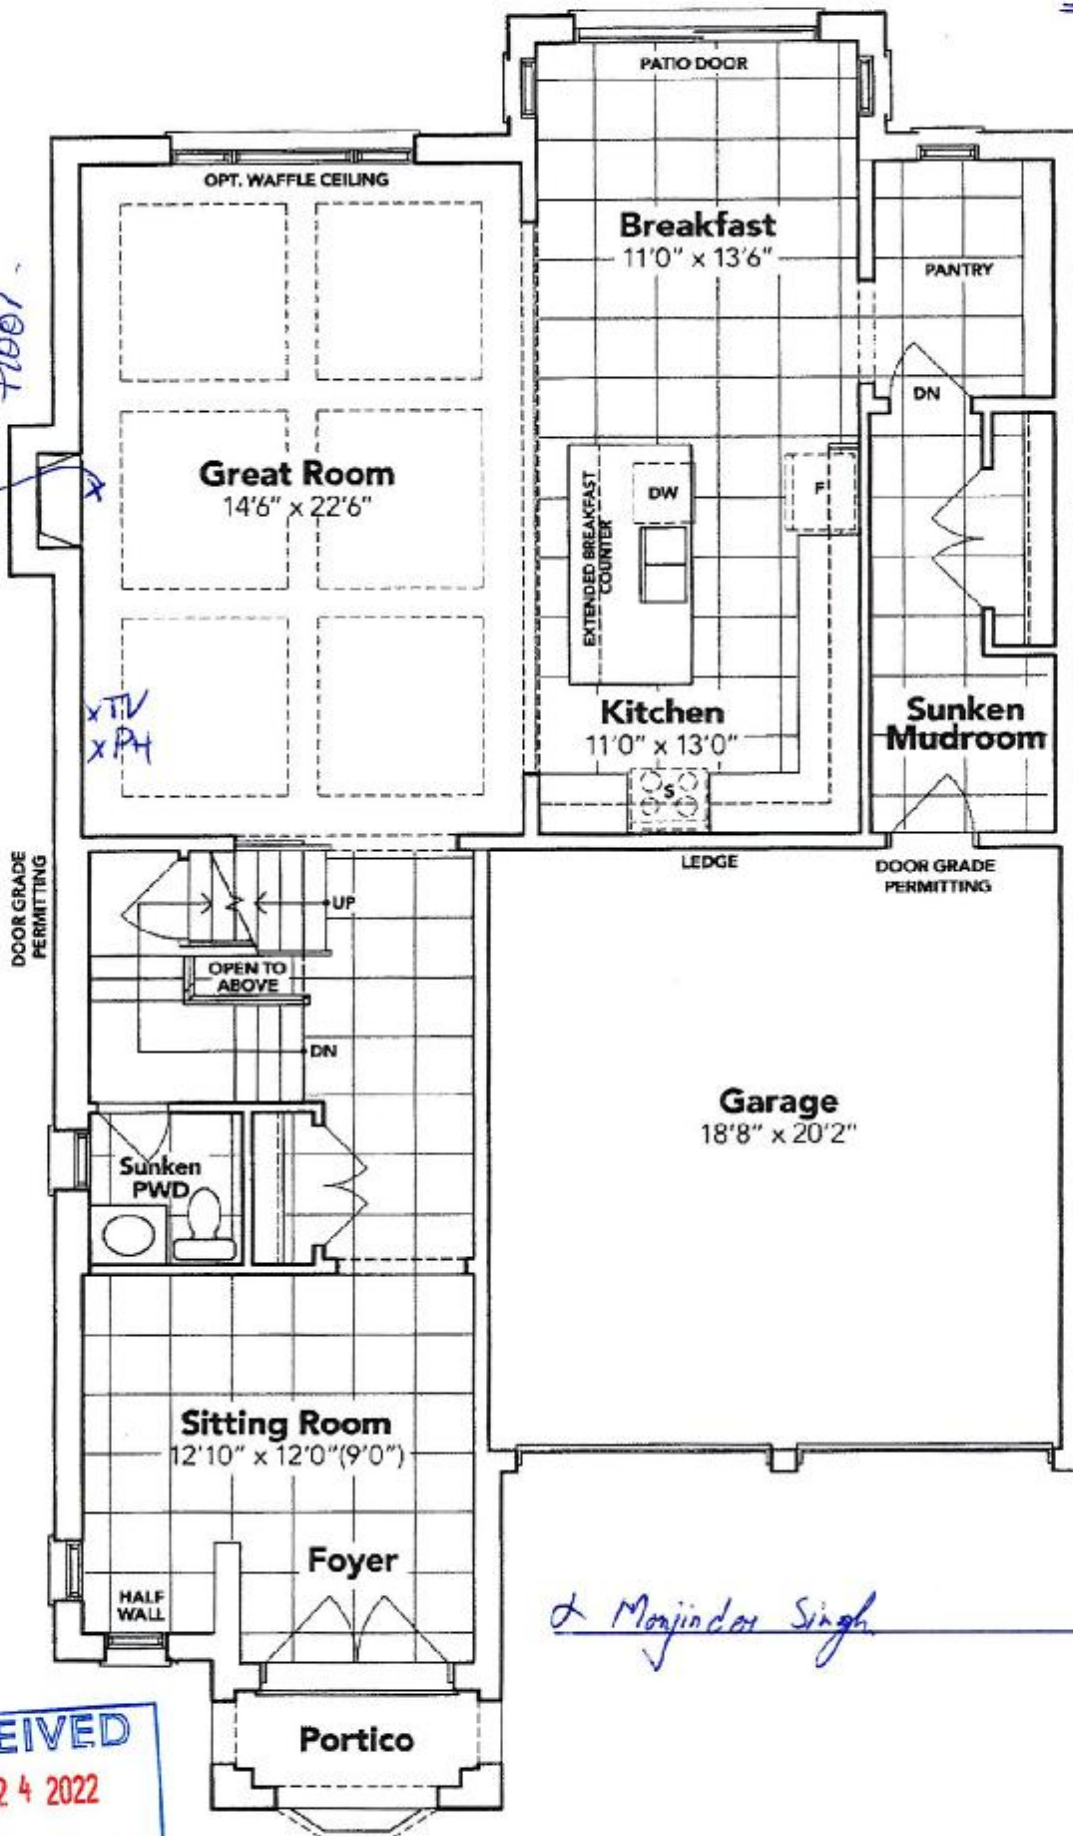 PATIO DOOR
OPT. WAFFLE CEILING
Breakfast
11'0" x 13'6"
PANTRY
DN
Great Room
14'6" x 22'6"
DW
F
EXTENDED BREAKFAST
COUNTER
x TV
x PH
Kitchen
11'0" x 13'0"
S
Sunken
Mudroom
DOOR GRADE
PERMITTING
LEDGE
DOOR GRADE
PERMITTING
UP
OPEN TO
ABOVE
DN
Garage
18'8" x 20'2"
Sunken
PWD
Sitting Room
12'10" x 12'0"(9'0")
Foyer
HALF
WALL
Singh
Portico
EIVED
2 4 2022